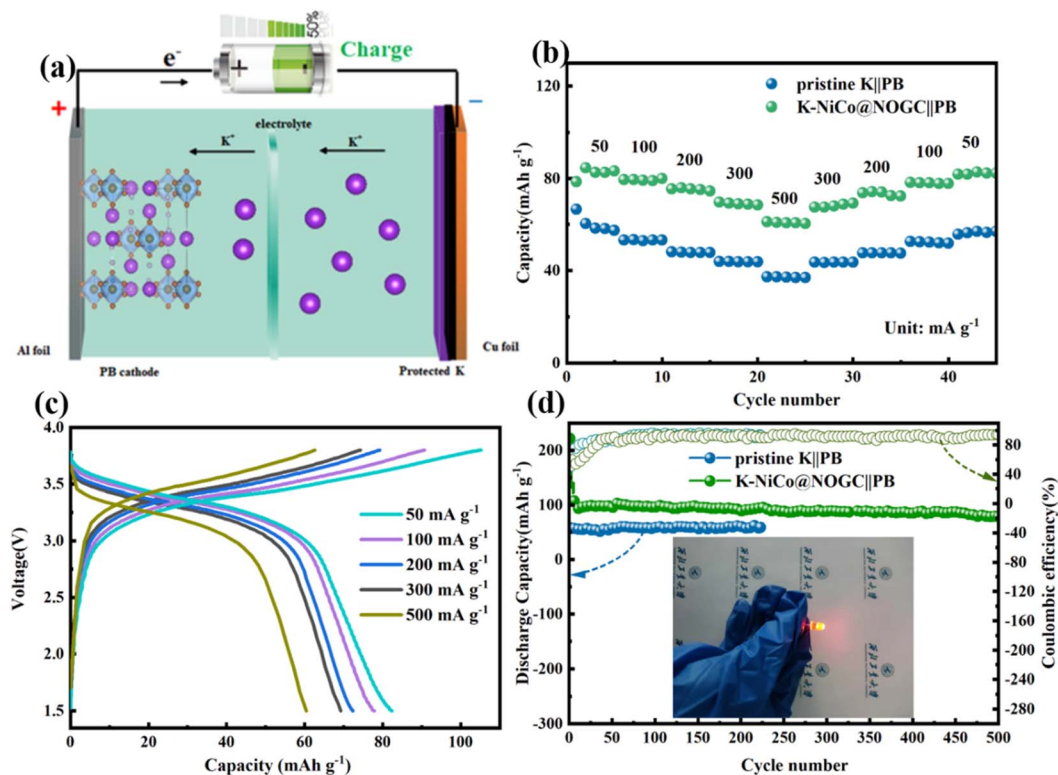 (a)
e⁻
+
-
50%
Charge
+
−
electrolyte
K⁺
K⁺
Al foil
PB cathode
Protected K
Cu foil
(b)
pristine K||PB
K-NiCo@NOGC||PB
50
100
200
300
500
300
200
100
50
Unit: mA g⁻¹
Capacity(mAh g⁻¹)
120
80
40
0
0
10
20
30
40
Cycle number
(c)
Voltage(V)
4.0
3.5
3.0
2.5
2.0
1.5
50 mA g⁻¹
100 mA g⁻¹
200 mA g⁻¹
300 mA g⁻¹
500 mA g⁻¹
0
20
40
60
80
100
Capacity (mAh g⁻¹)
(d)
pristine K||PB
K-NiCo@NOGC||PB
Discharge Capacity(mAh g⁻¹)
200
100
0
-100
-200
-300
Coulombic efficiency(%)
80
40
0
-40
-80
-120
-160
-200
-240
-280
0
50
100
150
200
250
300
350
400
450
500
Cycle number